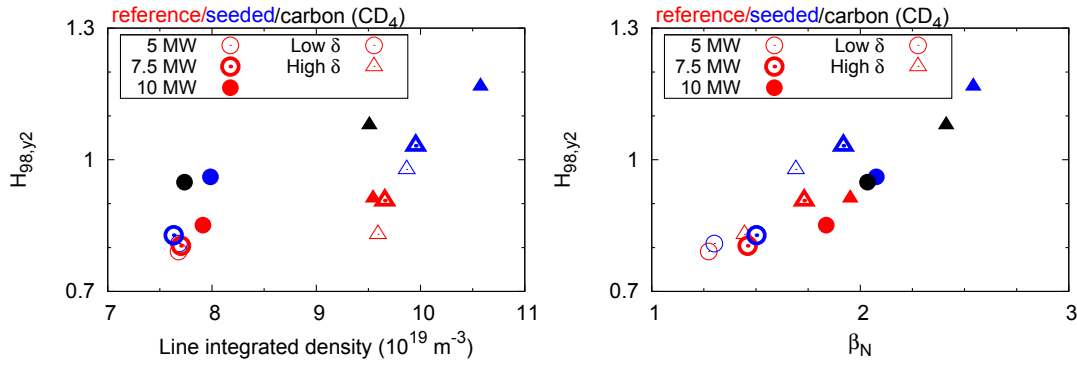 reference/seeded/carbon (CD4)
1.3
1
0.7
H98,y2
5 MW
7.5 MW
10 MW
Low δ
High δ
7 8 9 10 11
Line integrated density (10^19 m^-3)
reference/seeded/carbon (CD4)
1.3
1
0.7
H98,y2
5 MW
7.5 MW
10 MW
Low δ
High δ
1 2 3
βN